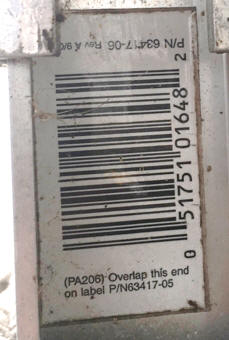 P/N 63417-06 Rev A 9/0
0 51751 01648 2
(PA206) Overlap this end
on label P/N63417-05